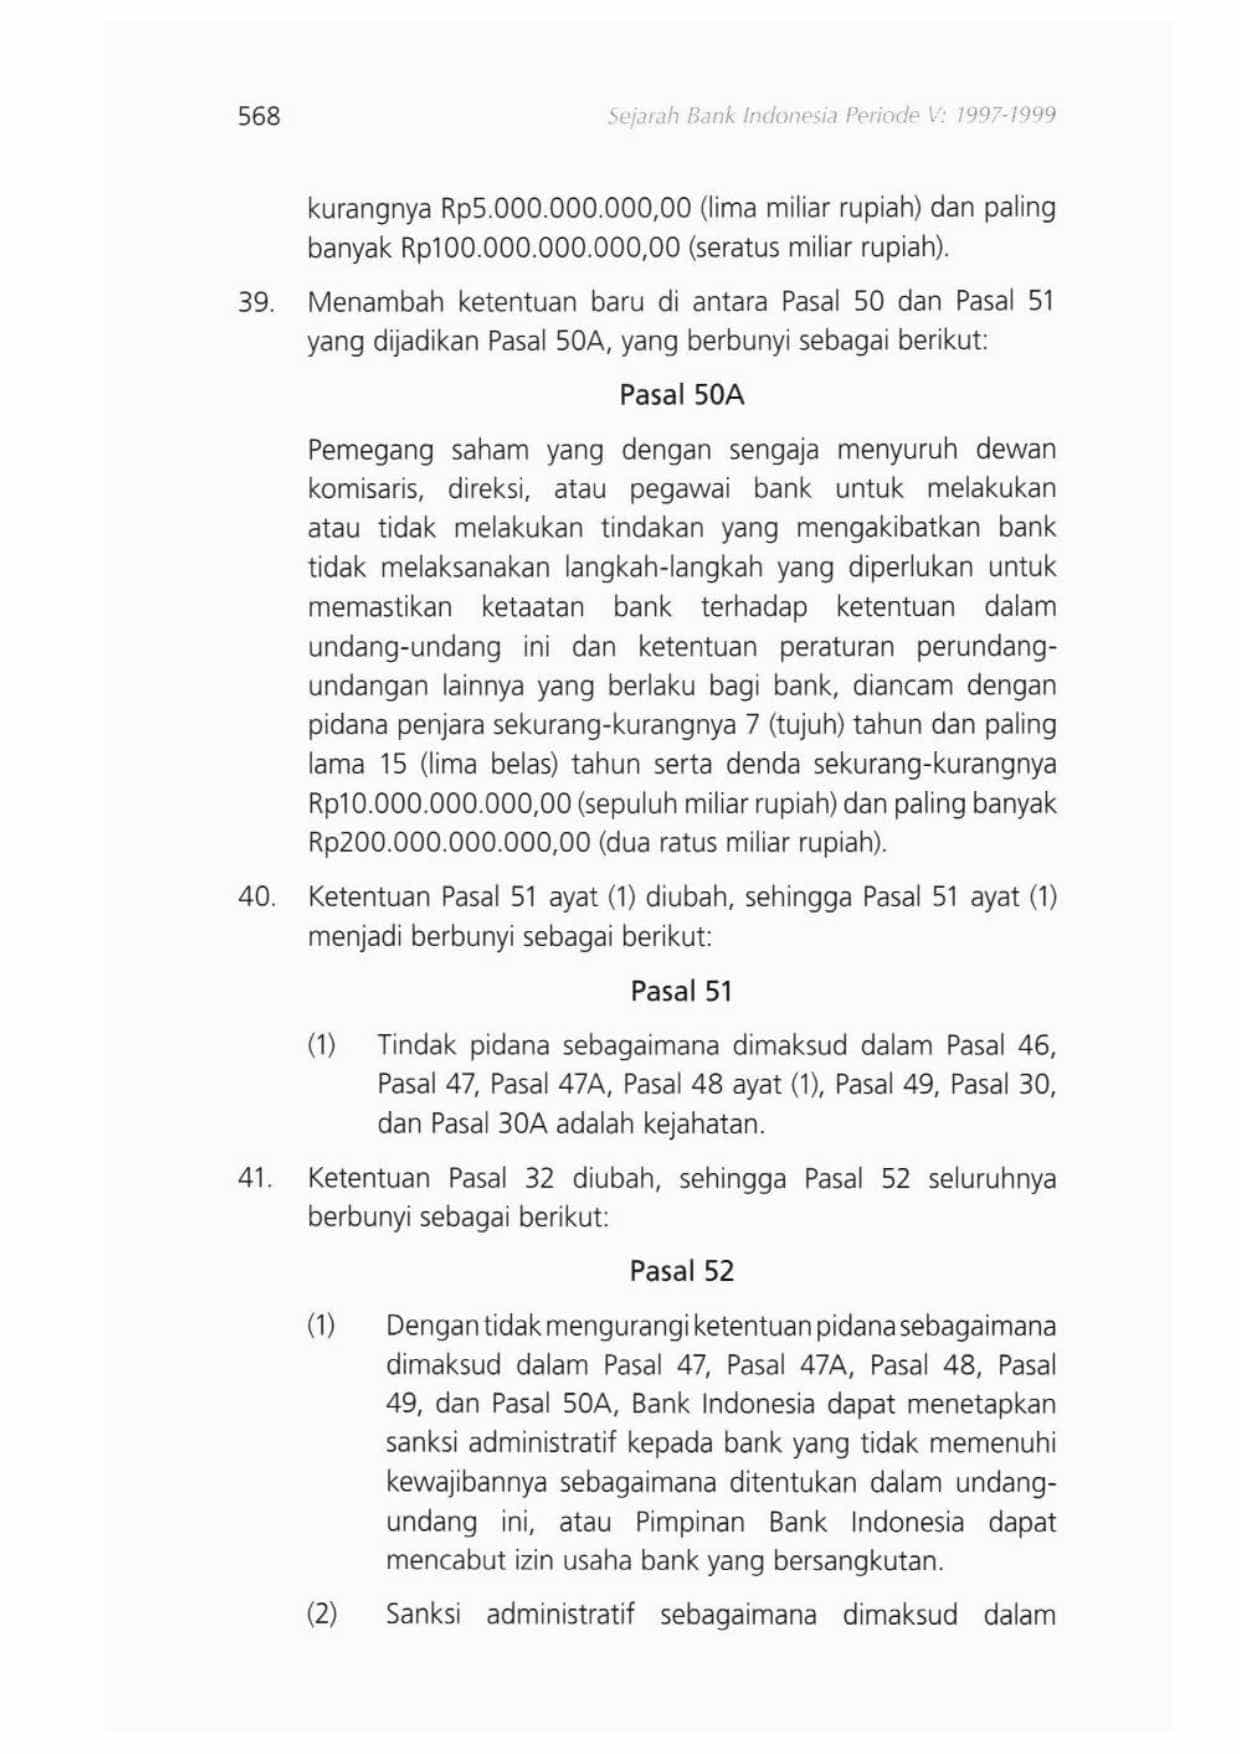 568
Sejarah Bank Indonesia Periode V: 1997-1999
kurangnya Rp5.000.000.000,00 (lima miliar rupiah) dan paling
banyak Rp100.000.000.000,00 (seratus miliar rupiah).
39. Menambah ketentuan baru di antara Pasal 50 dan Pasal 51
yang dijadikan Pasal 50A, yang berbunyi sebagai berikut:
Pasal 50A
Pemegang saham yang dengan sengaja menyuruh dewan
komisaris, direksi, atau pegawai bank untuk melakukan
atau tidak melakukan tindakan yang mengakibatkan bank
tidak melaksanakan langkah-langkah yang diperlukan untuk
memastikan ketaatan bank terhadap ketentuan dalam
undang-undang ini dan ketentuan peraturan perundang-
undangan lainnya yang berlaku bagi bank, diancam dengan
pidana penjara sekurang-kurangnya 7 (tujuh) tahun dan paling
lama 15 (lima belas) tahun serta denda sekurang-kurangnya
Rp10.000.000.000,00 (sepuluh miliar rupiah) dan paling banyak
Rp200.000.000.000,00 (dua ratus miliar rupiah).
40. Ketentuan Pasal 51 ayat (1) diubah, sehingga Pasal 51 ayat (1)
menjadi berbunyi sebagai berikut:
Pasal 51
(1) Tindak pidana sebagaimana dimaksud dalam Pasal 46,
Pasal 47, Pasal 47A, Pasal 48 ayat (1), Pasal 49, Pasal 30,
dan Pasal 30A adalah kejahatan.
41. Ketentuan Pasal 32 diubah, sehingga Pasal 52 seluruhnya
berbunyi sebagai berikut:
Pasal 52
(1) Dengan tidak mengurangi ketentuan pidana sebagaimana
dimaksud dalam Pasal 47, Pasal 47A, Pasal 48, Pasal
49, dan Pasal 50A, Bank Indonesia dapat menetapkan
sanksi administratif kepada bank yang tidak memenuhi
kewajibannya sebagaimana ditentukan dalam undang-
undang ini, atau Pimpinan Bank Indonesia dapat
mencabut izin usaha bank yang bersangkutan.
(2) Sanksi administratif sebagaimana dimaksud dalam